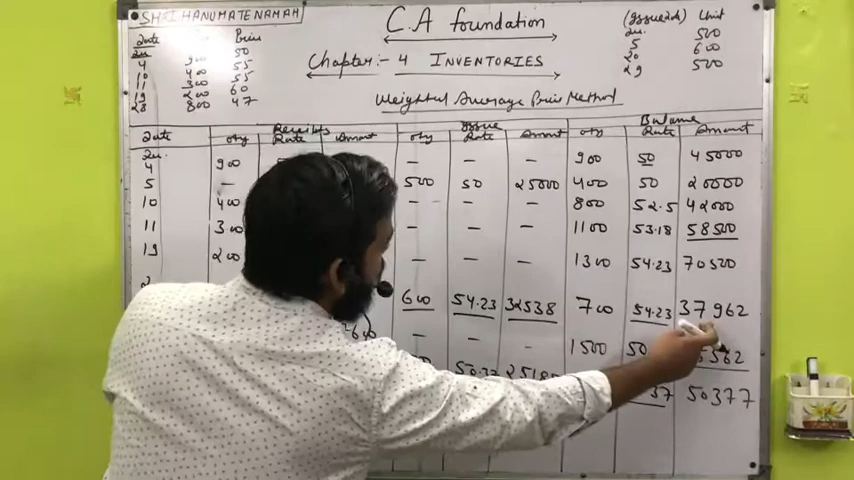 SHRI HANUMATE NAMAH
C.A foundation
Chapter:- 4 INVENTORIES
Weighted Average Price Method
Date Price
Jan.
4 900 50
10 400 55
11 300 55
19 200 60
28 800 47
(Issued) Unit
Jan.
5 500
20 600
29 500
Receipts Issue Balance
Date Qty Rate Amount Qty Rate Amount Qty Rate Amount
Jan.
4 900 - - - 900 50 45000
5 - 500 50 25000 400 50 20000
10 400 - - - 800 52.5 42000
11 300 - - - 1100 53.18 58500
19 200 - - - 1300 54.23 70500
600 54.23 32538 700 54.23 37962
- 1500 50
50.37 37 50377